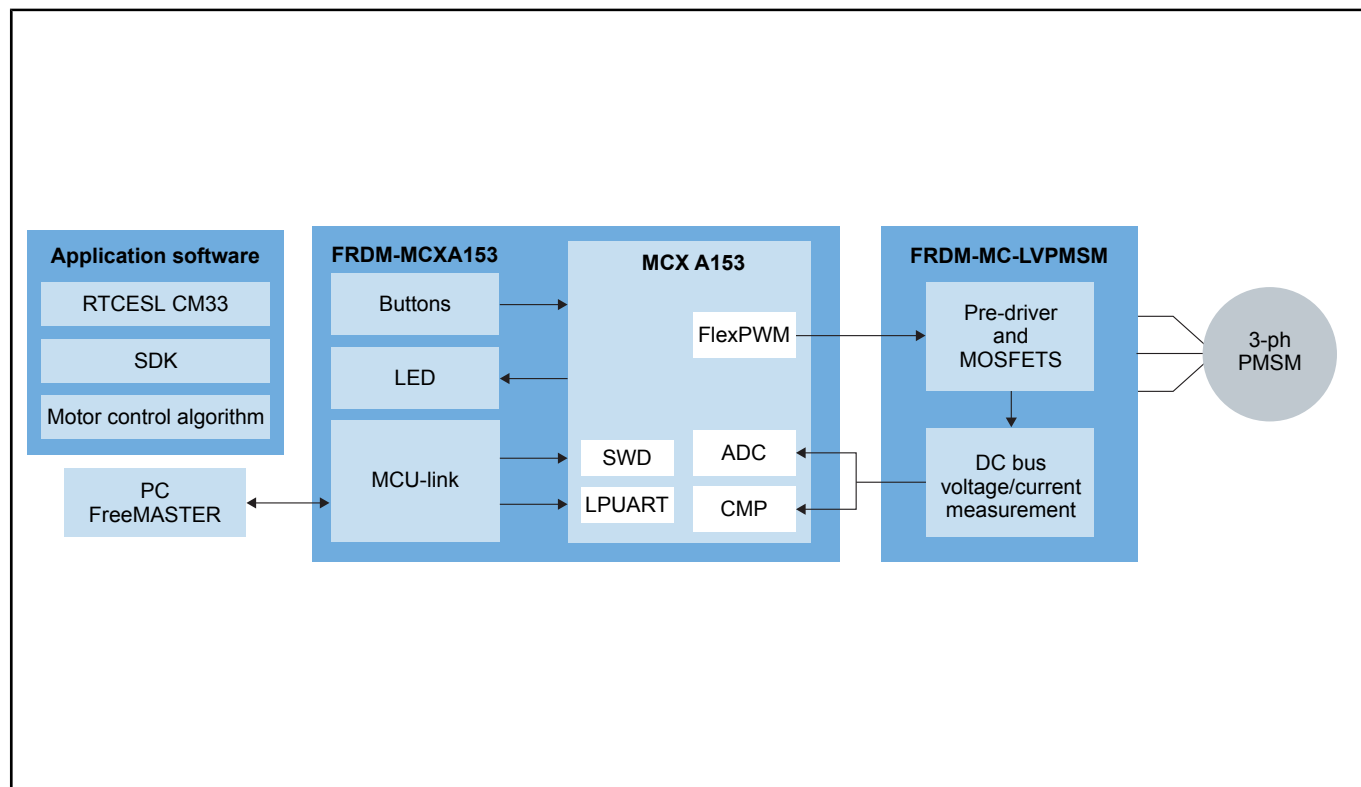 Application software
RTCESL CM33
SDK
Motor control algorithm
PC
FreeMASTER
FRDM-MCXA153
Buttons
LED
MCU-link
MCX A153
FlexPWM
SWD
LPUART
ADC
CMP
FRDM-MC-LVPMSM
Pre-driver
and
MOSFETS
DC bus
voltage/current
measurement
3-ph
PMSM